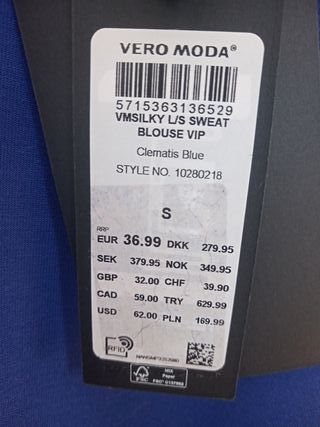 VERO MODA®
5715363136529
VMSILKY L/S SWEAT
BLOUSE VIP
Clematis Blue
STYLE NO. 10280218
S
RRP
EUR 36.99 DKK 279.95
SEK 379.95 NOK 349.95
GBP 32.00 CHF 39.90
CAD 59.00 TRY 629.99
USD 62.00 PLN 169.99
RFID
FSC
MIX
Paper